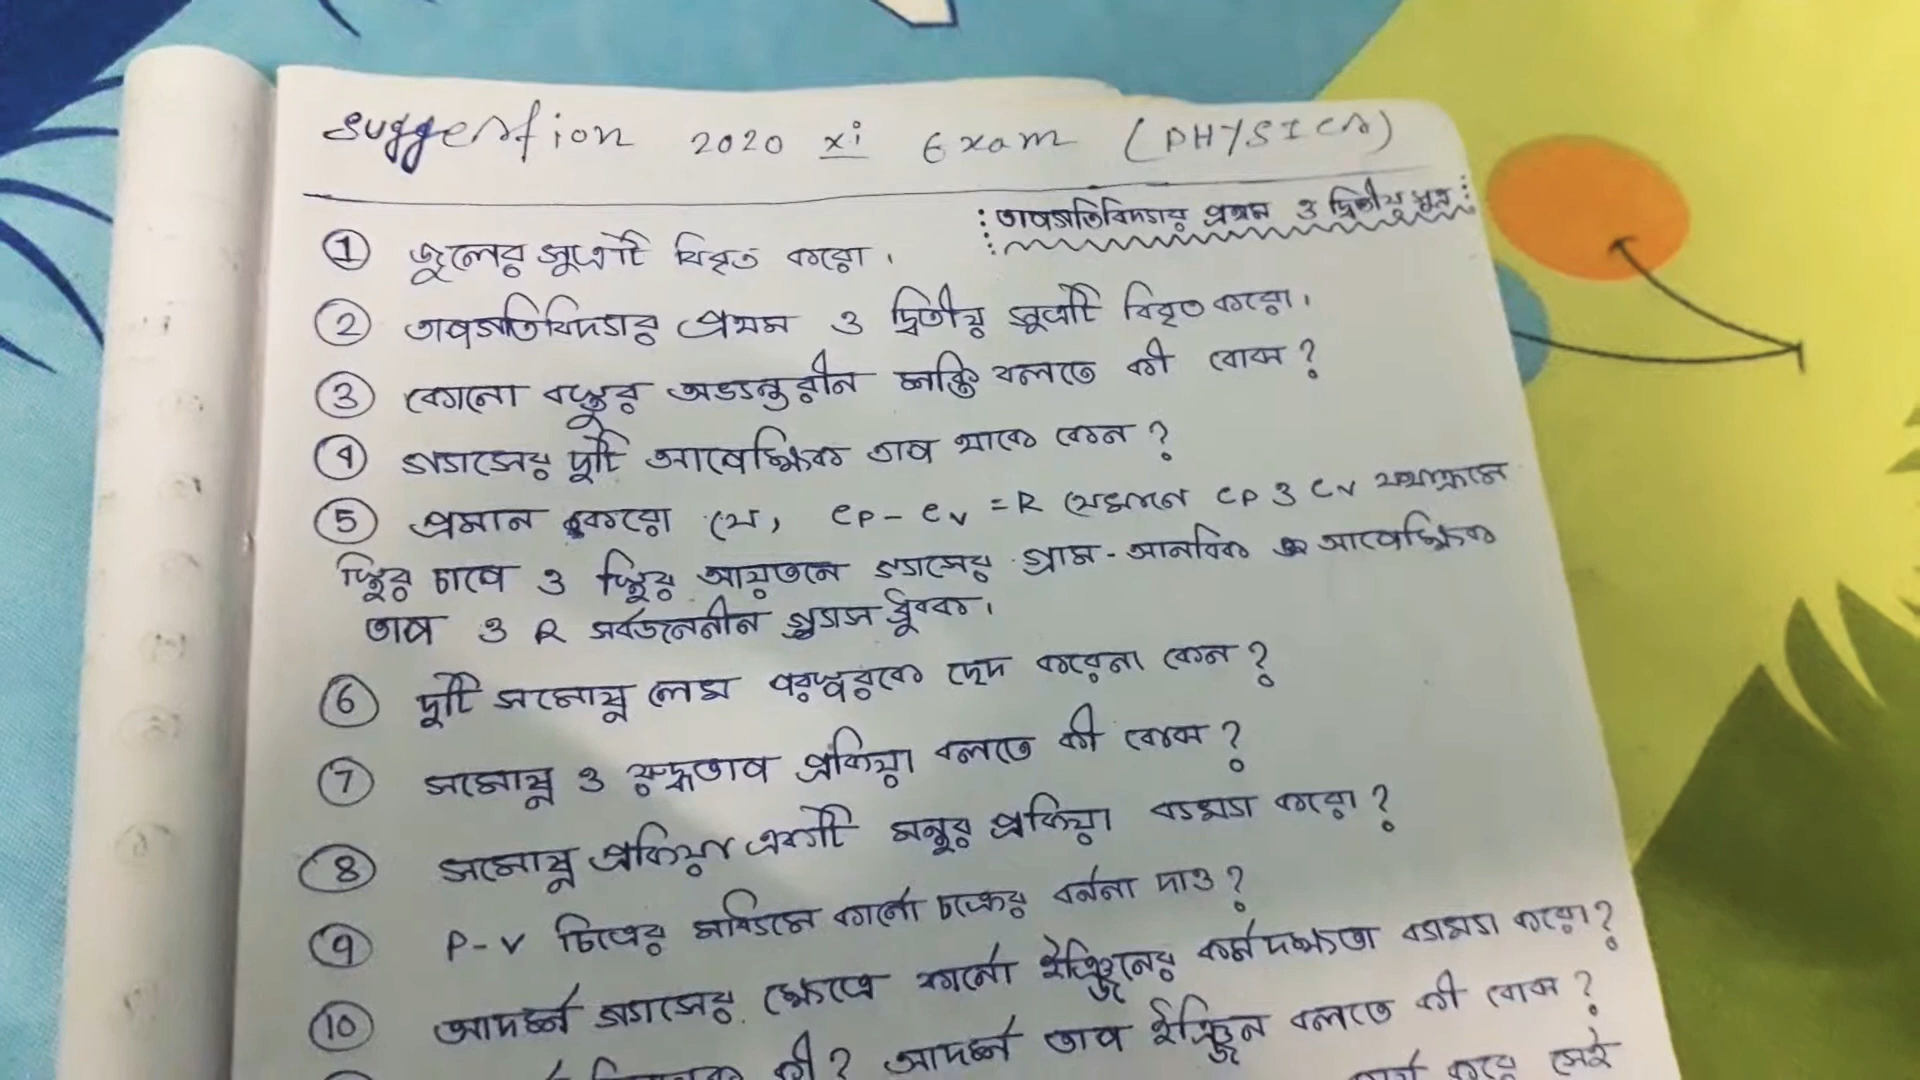 Suggestion 2020 xi Exam (PHYSICS)
তাপগতিবিদ্যার প্রথম ও দ্বিতীয় সূত্র
① জুলের সূত্রটি বিবৃত করো।
② তাপগতিবিদ্যার প্রথম ও দ্বিতীয় সূত্রটি বিবৃত করো।
③ কোনো বস্তুর অভ্যন্তরীন শক্তি বলতে কী বোঝ?
④ গ্যাসের দুটি আপেক্ষিক তাপ থাকে কেন?
⑤ প্রমান করো যে, CP - CV = R যেখানে CP ও CV যথাক্রমে
স্থির চাপে ও স্থির আয়তনে গ্যাসের গ্রাম-আনবিক আপেক্ষিক
তাপ ও R সর্বজনেনীন গ্যাস ধ্রুবক।
⑥ দুটি সমোষ্ণ লেখ পরস্পরকে ছেদ করেনা কেন?
⑦ সমোষ্ণ ও রুদ্ধতাপ প্রকিয়া বলতে কী বোঝ?
⑧ সমোষ্ণ প্রকিয়া একটি মন্থর প্রকিয়া ব্যাখ্যা করো?
⑨ P-V চিত্রের সাহায্যে কার্নো চক্রের বর্ননা দাও?
⑩ আদর্শ গ্যাসের ক্ষেত্রে কার্নো ইঞ্জিনের কর্মদক্ষতা ব্যাখ্যা করো?
কী? আদর্শ তাপ ইঞ্জিন বলতে কী বোঝ?
কার্য করে সেই